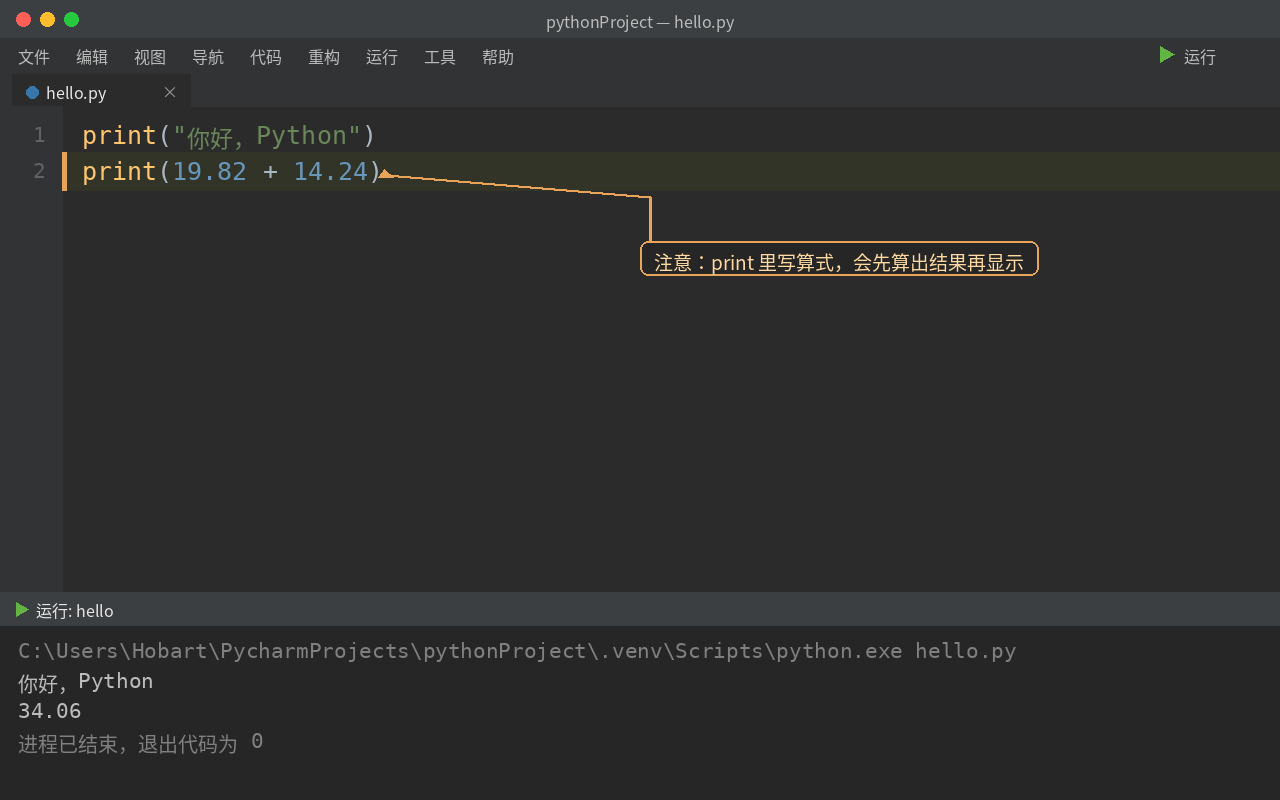 pythonProject — hello.py
文件 编辑 视图 导航 代码 重构 运行 工具 帮助 运行
hello.py ×
1 print("你好，Python")
2 print(19.82 + 14.24)
注意：print 里写算式，会先算出结果再显示
运行: hello
C:\Users\Hobart\PycharmProjects\pythonProject\.venv\Scripts\python.exe hello.py
你好，Python
34.06
进程已结束，退出代码为 0